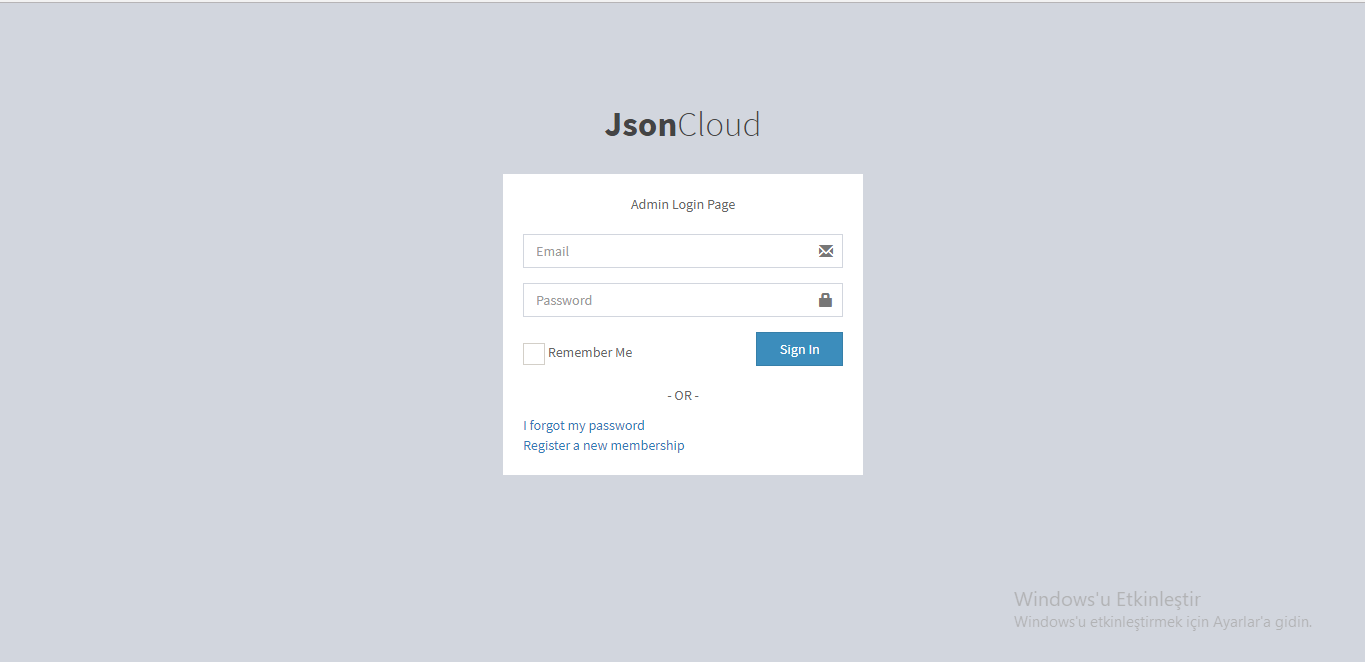 JsonCloud
Admin Login Page
Email
Password
Remember Me
Sign In
- OR -
I forgot my password
Register a new membership
Windows'u Etkinleştir
Windows'u etkinleştirmek için Ayarlar'a gidin.